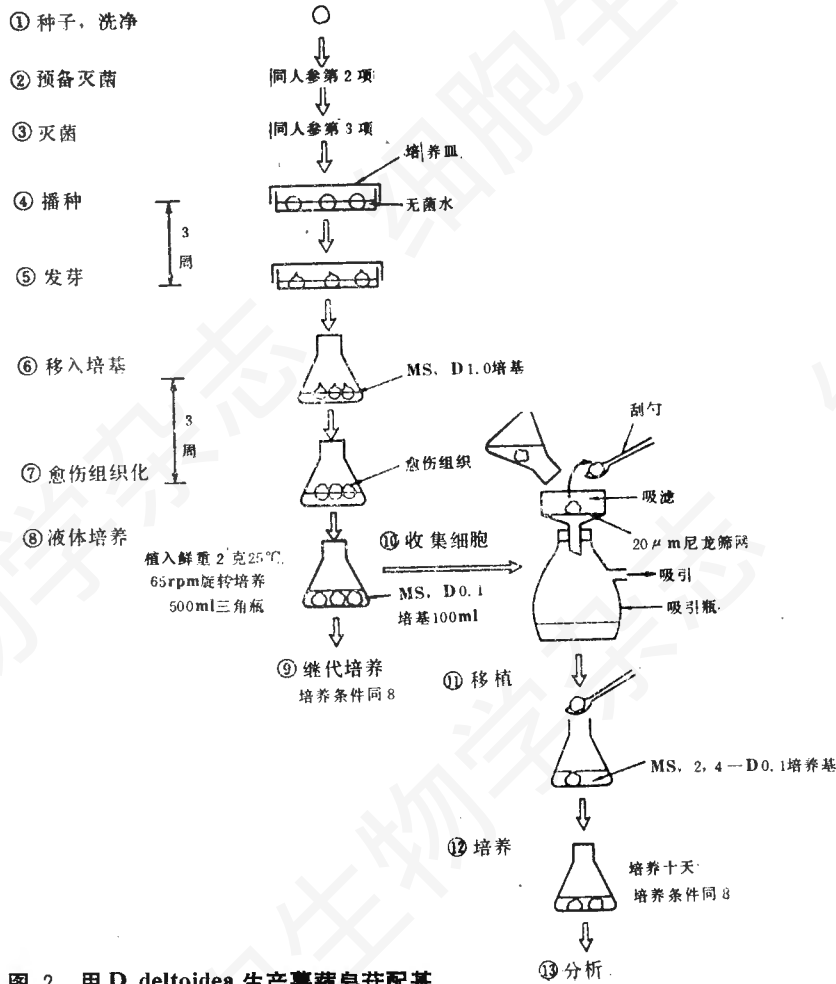 ① 种子，洗净
② 预备灭菌
同人参第2项
③ 灭菌
同人参第3项
培养皿
④ 播种
无菌水
3
周
⑤ 发芽
⑥ 移入培基
MS、D1.0培基
3
周
⑦ 愈伤组织化
愈伤组织
⑧ 液体培养
植入鲜重2克25℃
65rpm旋转培养
500ml三角瓶
⑩ 收集细胞
MS，D0.1
培基100ml
刮勺
吸滤
20μm尼龙筛网
吸引
吸引瓶
⑨ 继代培养
培养条件同8
⑪ 移植
MS，2，4—D0.1培养基
⑫ 培养
培养十天
培养条件同8
⑬ 分析
图 2 用D. deltoidea 生产薯蓣皂苷配基
细胞生物学杂志